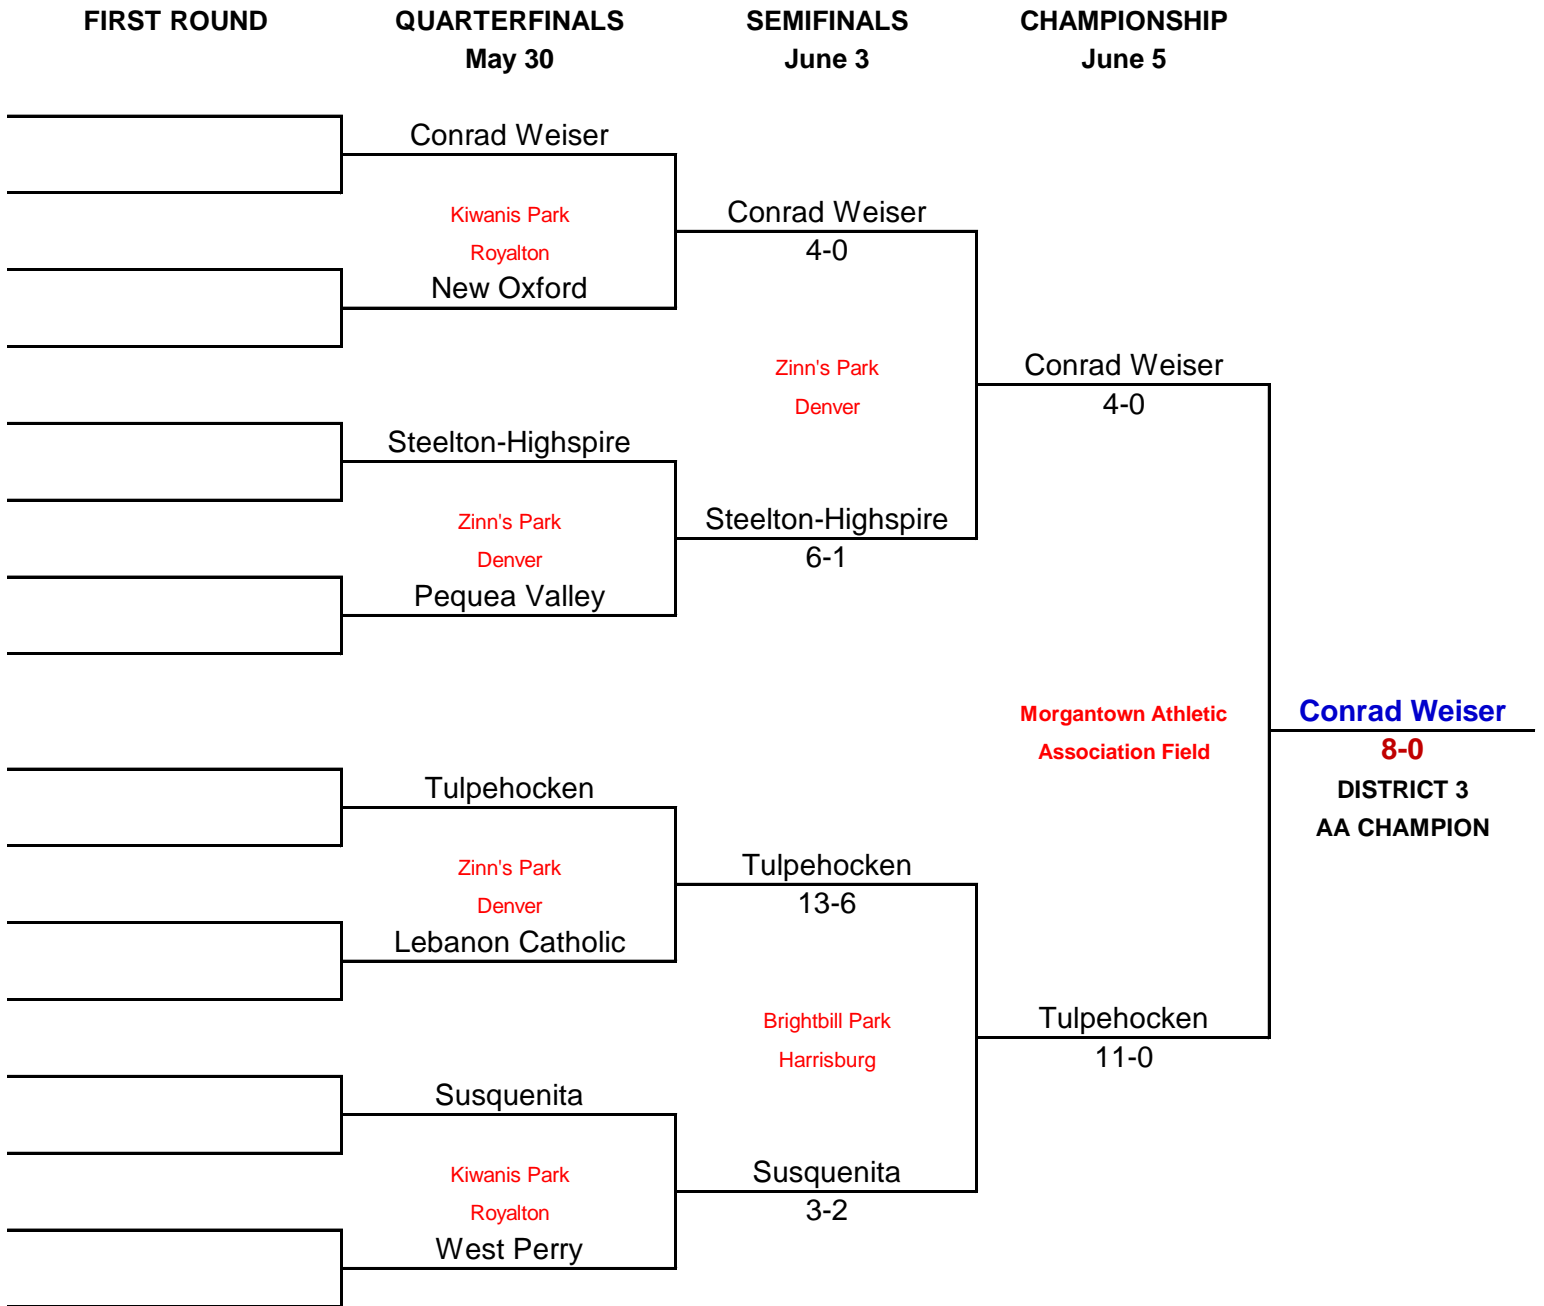 FIRST ROUND
QUARTERFINALS
May 30
SEMIFINALS
June 3
CHAMPIONSHIP
June 5
Conrad Weiser
Kiwanis Park
Royalton
New Oxford
Steelton-Highspire
Zinn's Park
Denver
Pequea Valley
Tulpehocken
Zinn's Park
Denver
Lebanon Catholic
Susquenita
Kiwanis Park
Royalton
West Perry
Conrad Weiser
4-0
Zinn's Park
Denver
Steelton-Highspire
6-1
Tulpehocken
13-6
Brightbill Park
Harrisburg
Susquenita
3-2
Conrad Weiser
4-0
Morgantown Athletic
Association Field
Tulpehocken
11-0
Conrad Weiser
8-0
DISTRICT 3
AA CHAMPION